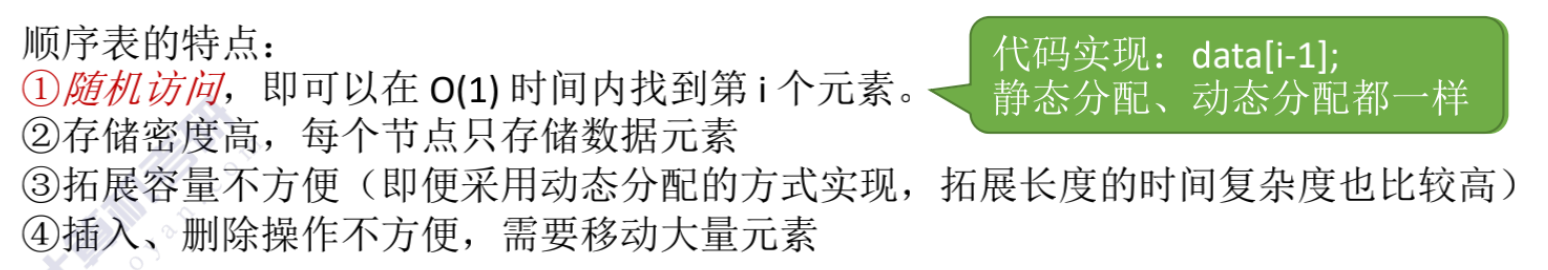 顺序表的特点：
①随机访问，即可以在 O(1) 时间内找到第 i 个元素。
代码实现：data[i-1];
静态分配、动态分配都一样
②存储密度高，每个节点只存储数据元素
③拓展容量不方便（即便采用动态分配的方式实现，拓展长度的时间复杂度也比较高）
④插入、删除操作不方便，需要移动大量元素